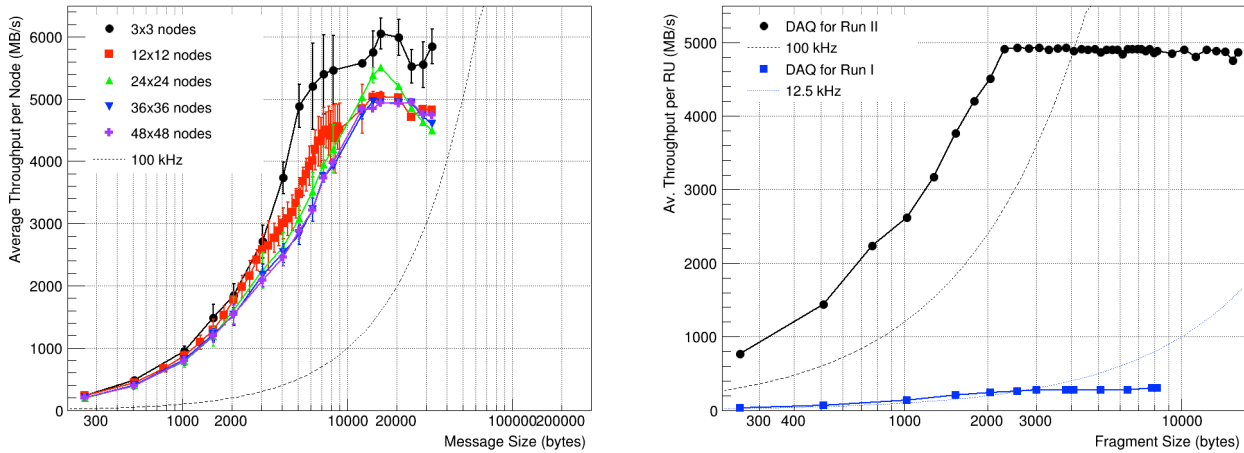 Average Throughput per Node (MB/s)
6000
5000
4000
3000
2000
1000
0
3x3 nodes
12x12 nodes
24x24 nodes
36x36 nodes
48x48 nodes
100 kHz
300
1000
2000
10000
20000
100000
200000
Message Size (bytes)
Av. Throughput per RU (MB/s)
5000
4000
3000
2000
1000
0
DAQ for Run II
100 kHz
DAQ for Run I
12.5 kHz
300
400
1000
2000
3000
10000
Fragment Size (bytes)